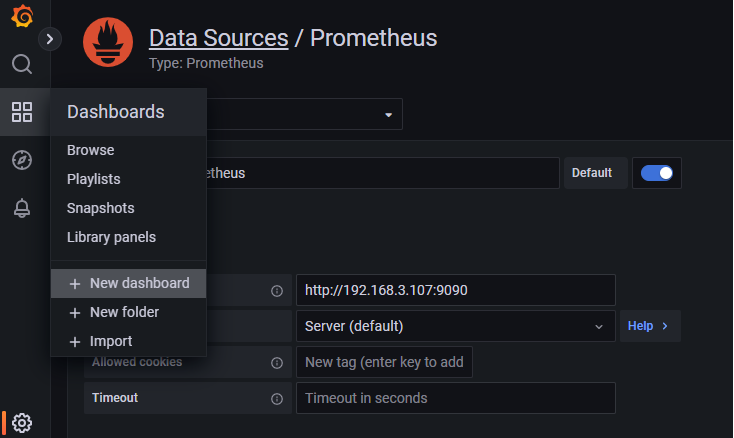 Data Sources / Prometheus
Type: Prometheus
Dashboards
Browse
Playlists
Snapshots
Library panels
+ New dashboard
+ New folder
+ Import
Default
http://192.168.3.107:9090
Server (default)
Help >
Allowed cookies
New tag (enter key to add
Timeout
Timeout in seconds